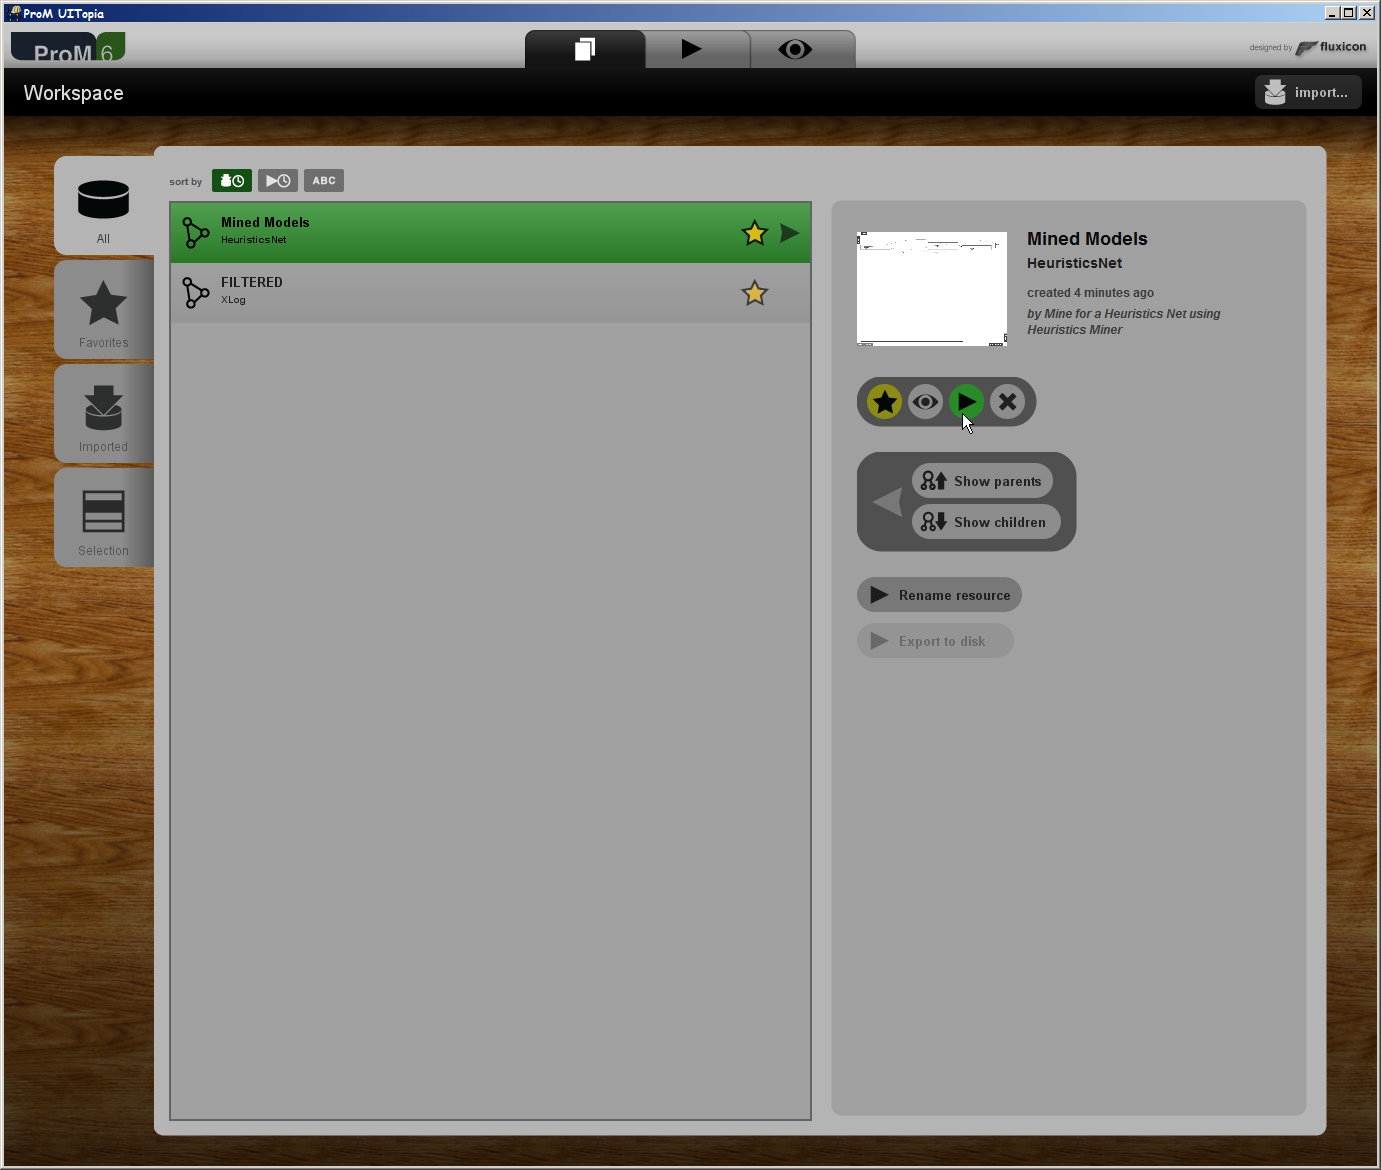 ProM UITopia
ProM 6
designed by fluxicon
Workspace
import...
All
Favorites
Imported
Selection
sort by
ABC
Mined Models
HeuristicsNet
FILTERED
XLog
Mined Models
HeuristicsNet
created 4 minutes ago
by Mine for a Heuristics Net using
Heuristics Miner
Show parents
Show children
Rename resource
Export to disk